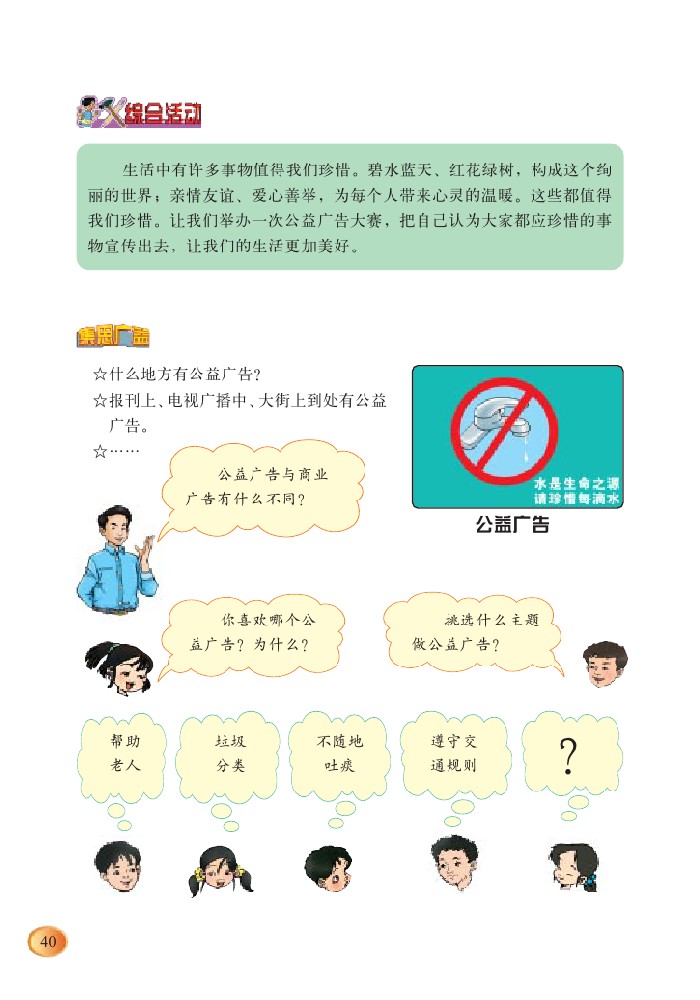 综合活动
生活中有许多事物值得我们珍惜。碧水蓝天、红花绿树，构成这个绚
丽的世界；亲情友谊、爱心善举，为每个人带来心灵的温暖。这些都值得
我们珍惜。让我们举办一次公益广告大赛，把自己认为大家都应珍惜的事
物宣传出去，让我们的生活更加美好。
集思广益
☆什么地方有公益广告？
☆报刊上、电视广播中、大街上到处有公益
广告。
☆……
水是生命之源
请珍惜每滴水
公益广告
公益广告与商业
广告有什么不同？
你喜欢哪个公
益广告？为什么？
挑选什么主题
做公益广告？
帮助
老人
垃圾
分类
不随地
吐痰
遵守交
通规则
？
40